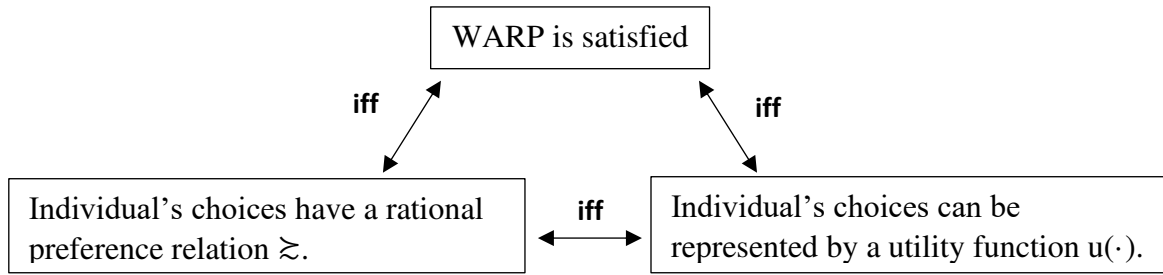 WARP is satisfied
iff
iff
Individual's choices have a rational
preference relation ≿.
iff
Individual's choices can be
represented by a utility function u(·).